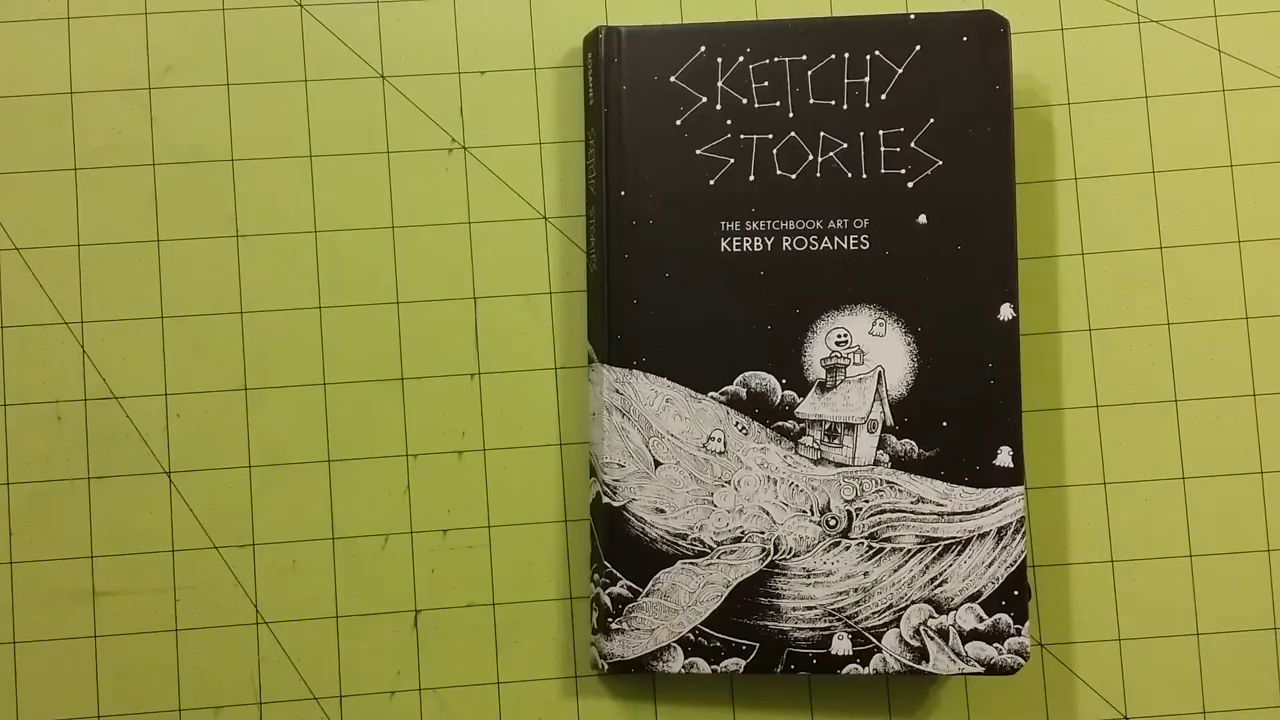 SKETCHY
STORIES
THE SKETCHBOOK ART OF
KERBY ROSANES
ROSANES SKETCHY STORIES